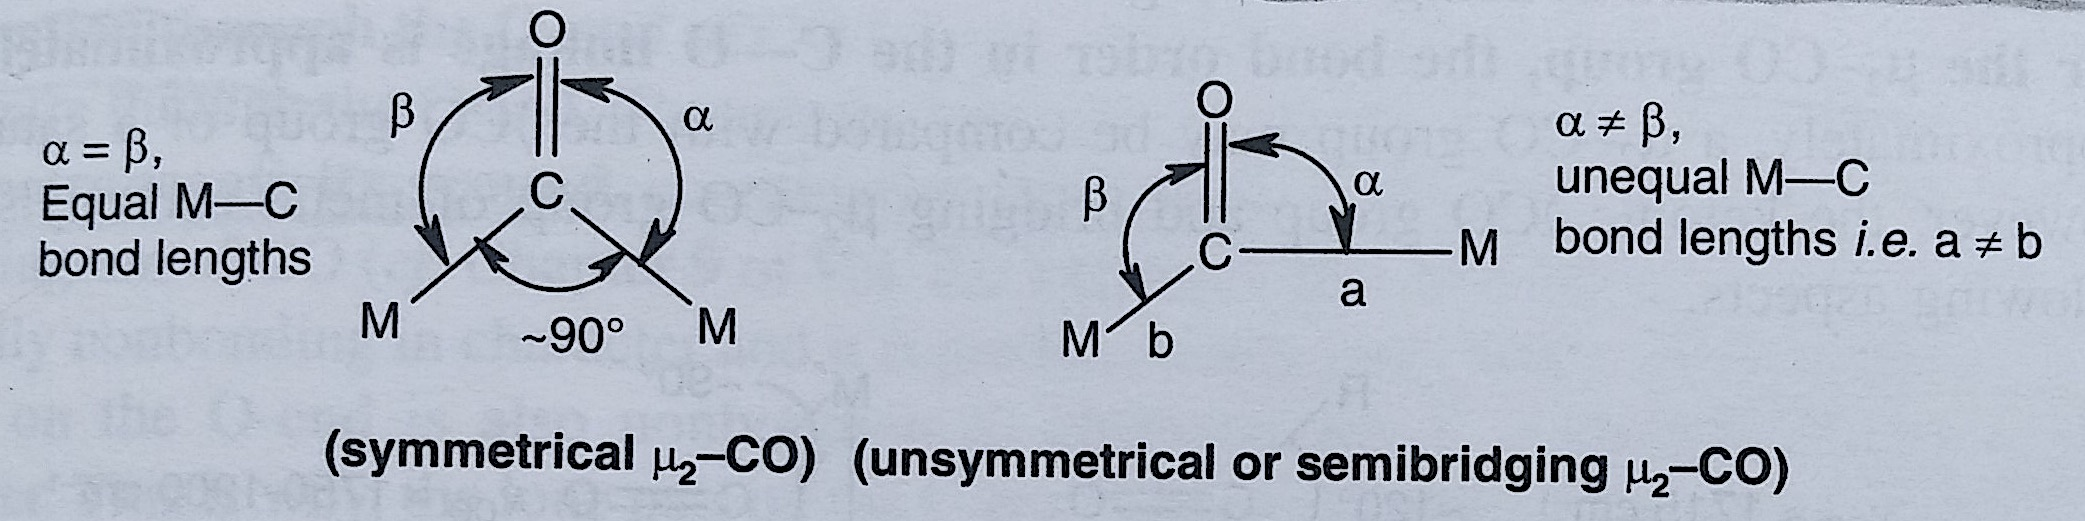 O
β
α
α = β,
Equal M—C
bond lengths
C
M
~90°
M
O
β
α
C
M
a
M
b
α ≠ β,
unequal M—C
bond lengths i.e. a ≠ b
(symmetrical μ₂–CO) (unsymmetrical or semibridging μ₂–CO)